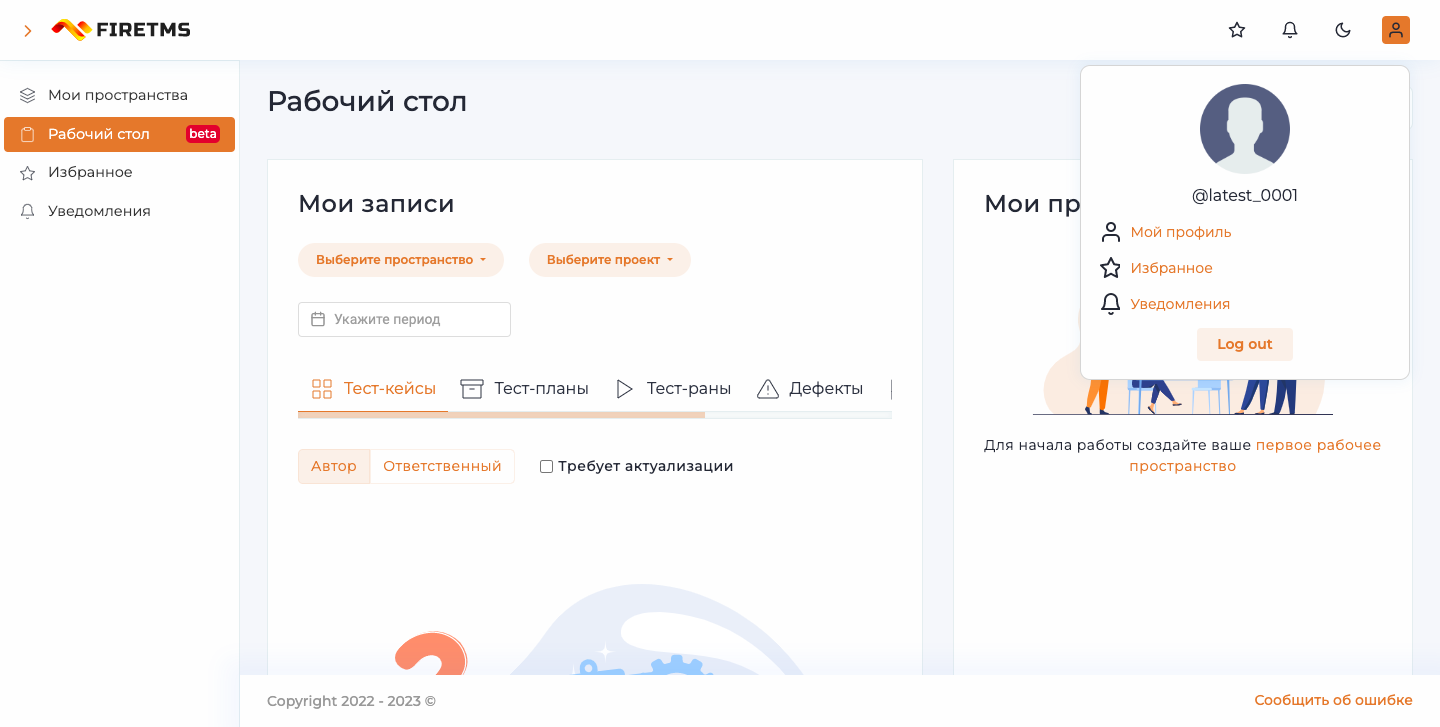 FIRETMS
Мои пространства
Рабочий стол beta
Избранное
Уведомления
Рабочий стол
Мои записи
Выберите пространство
Выберите проект
Укажите период
Тест-кейсы
Тест-планы
Тест-раны
Дефекты
Автор
Ответственный
Требует актуализации
Мои пр
@latest_0001
Мой профиль
Избранное
Уведомления
Log out
Для начала работы создайте ваше первое рабочее
пространство
Copyright 2022 - 2023 ©
Сообщить об ошибке